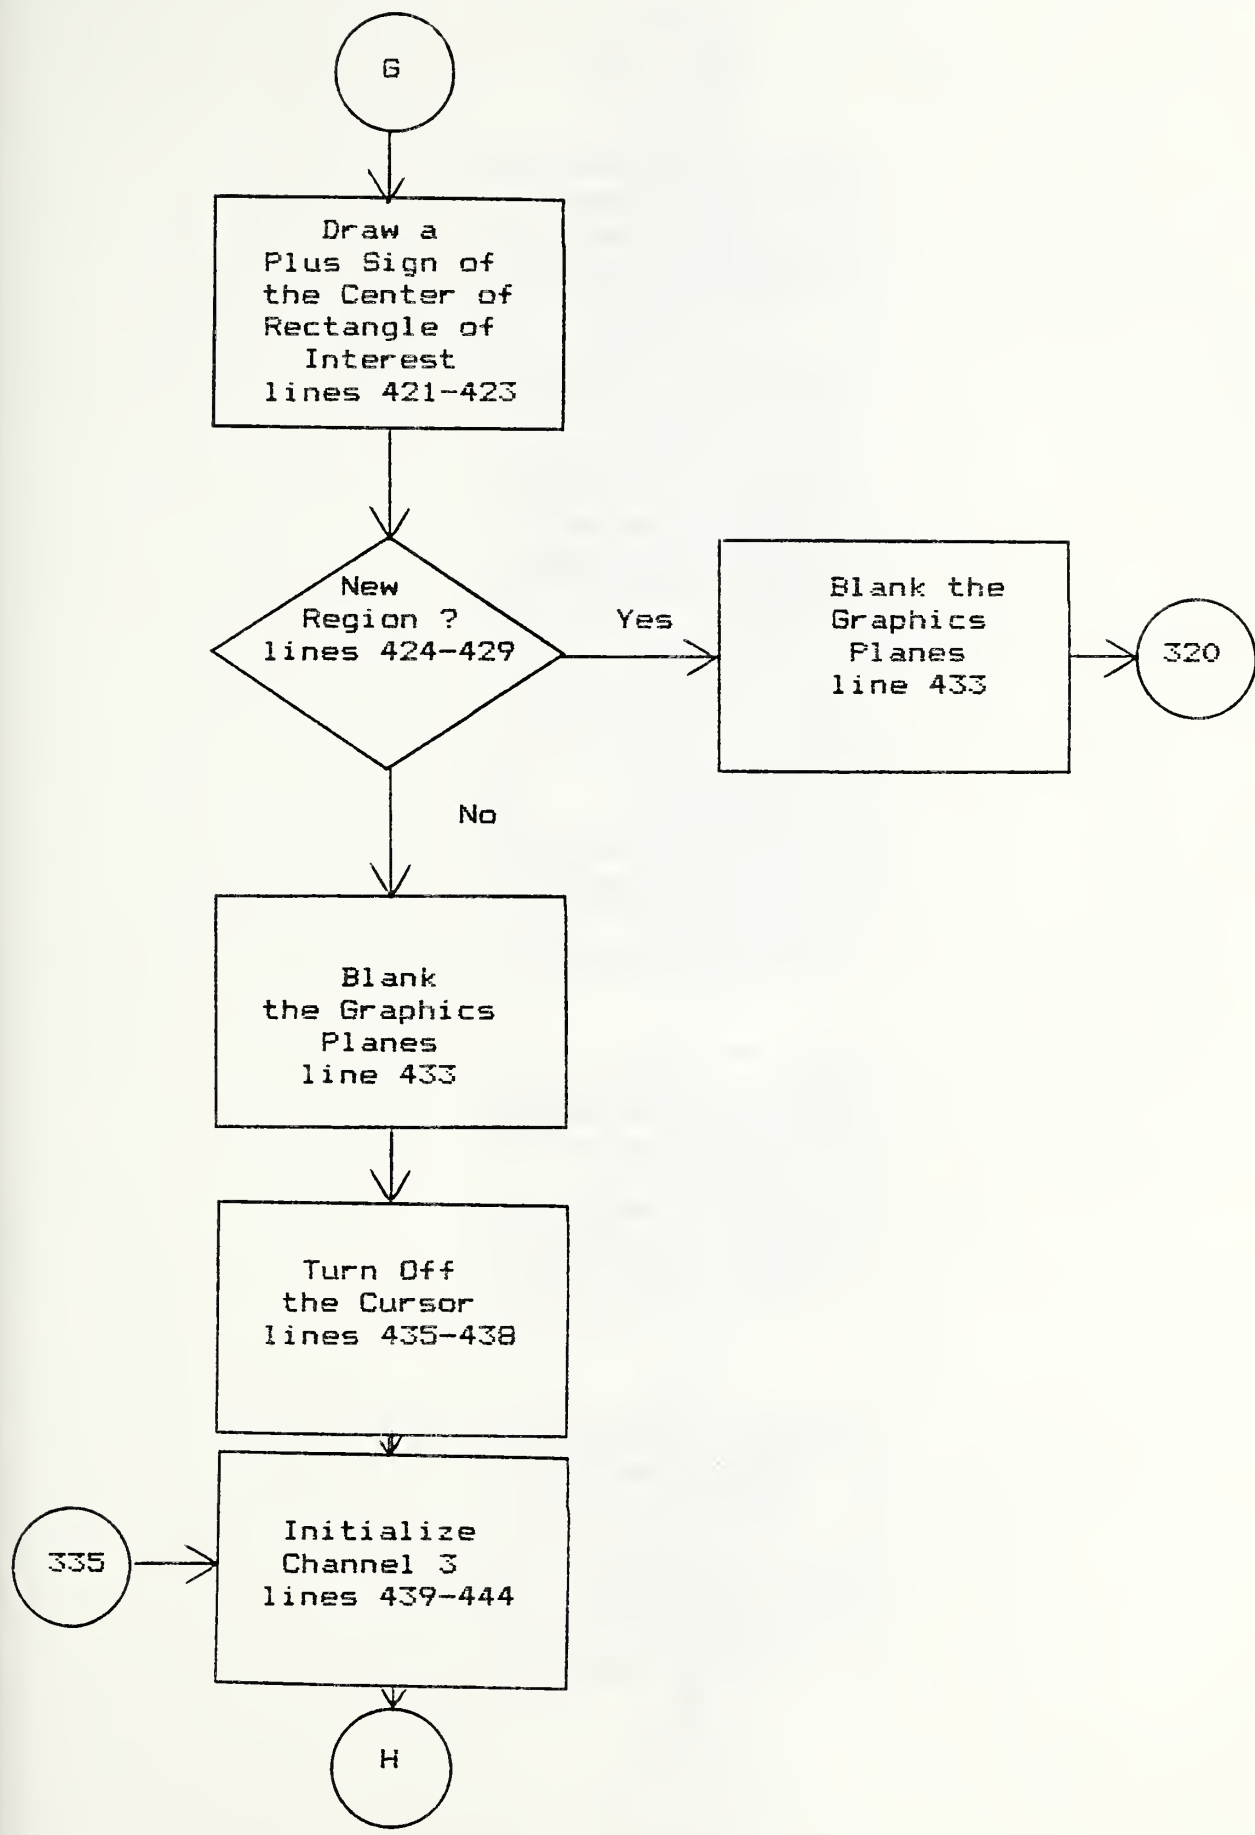 G
Draw a
Plus Sign of
the Center of
Rectangle of
Interest
lines 421-423
New
Region ?
lines 424-429
Yes
Blank the
Graphics
Planes
line 433
320
No
Blank
the Graphics
Planes
line 433
Turn Off
the Cursor
lines 435-438
335
Initialize
Channel 3
lines 439-444
H